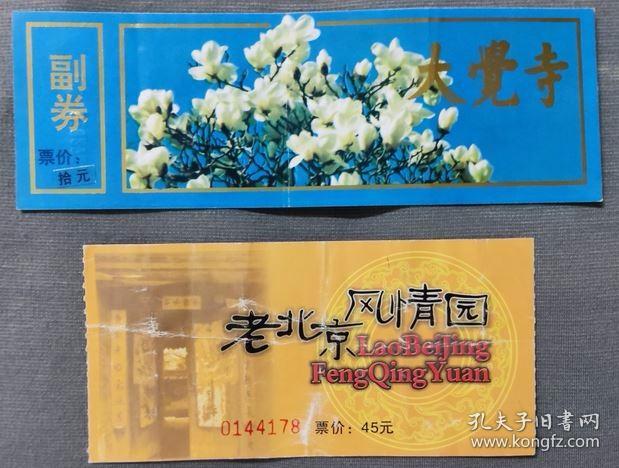 副券
票价：
拾元
大覺寺
老北京风情园
LaoBeiJing
FengQingYuan
0144178 票价：45元
孔夫子旧书网
www.kongfz.com